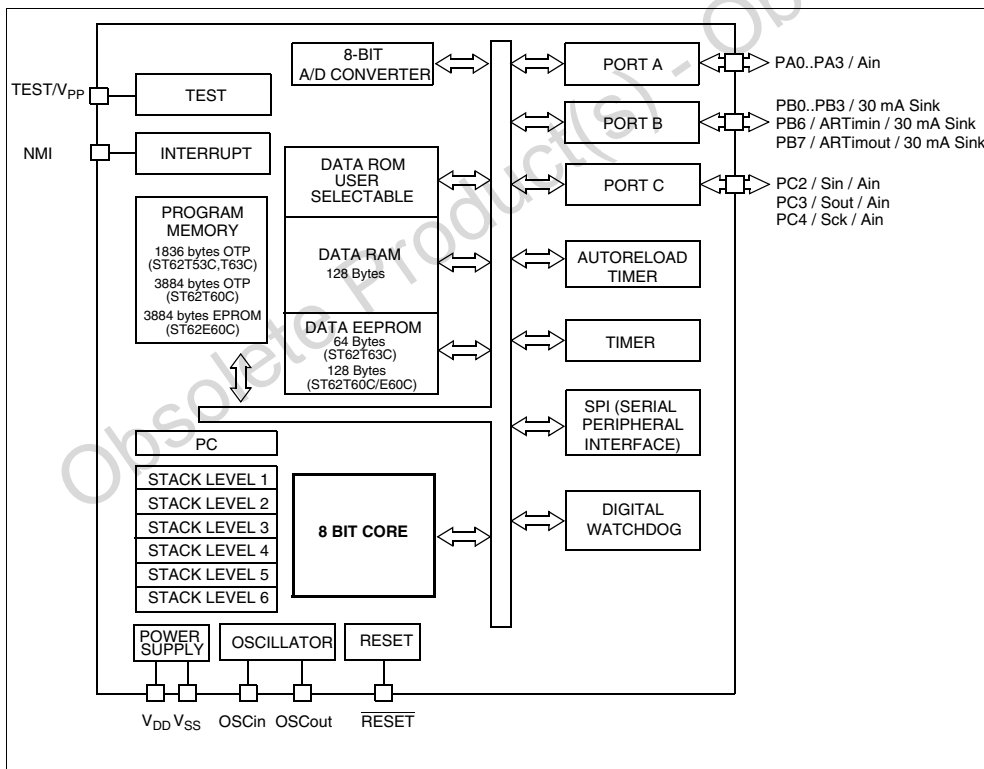 8-BIT
A/D CONVERTER
PORT A
PA0..PA3 / Ain
TEST/VPP
TEST
PORT B
PB0..PB3 / 30 mA Sink
PB6 / ARTimin / 30 mA Sink
PB7 / ARTimout / 30 mA Sink
NMI
INTERRUPT
DATA ROM
USER
SELECTABLE
PORT C
PC2 / Sin / Ain
PC3 / Sout / Ain
PC4 / Sck / Ain
PROGRAM
MEMORY
1836 bytes OTP
(ST62T53C,T63C)
3884 bytes OTP
(ST62T60C)
3884 bytes EPROM
(ST62E60C)
DATA RAM
128 Bytes
AUTORELOAD
TIMER
DATA EEPROM
64 Bytes
(ST62T63C)
128 Bytes
(ST62T60C/E60C)
TIMER
SPI (SERIAL
PERIPHERAL
INTERFACE)
PC
STACK LEVEL 1
STACK LEVEL 2
STACK LEVEL 3
STACK LEVEL 4
STACK LEVEL 5
STACK LEVEL 6
8 BIT CORE
DIGITAL
WATCHDOG
POWER
SUPPLY
OSCILLATOR
RESET
VDD VSS
OSCin
OSCout
RESET
Obsolete Product(s) - Ob